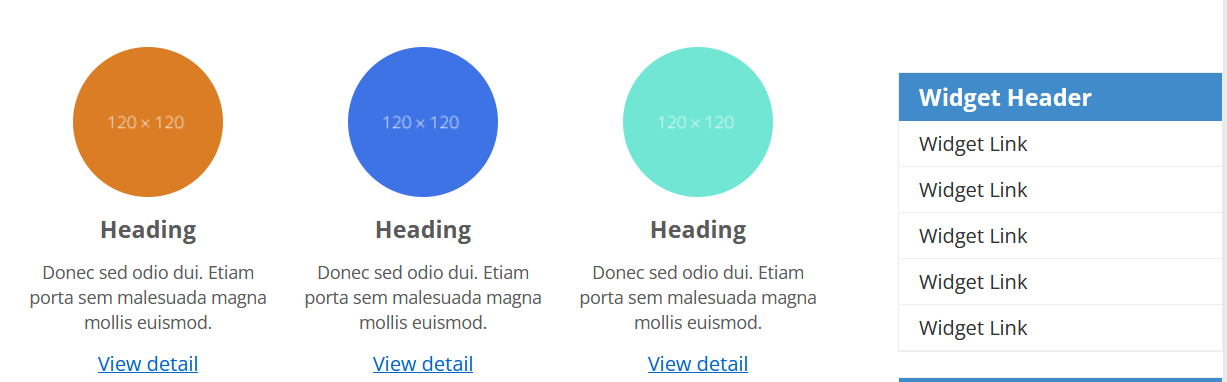 120 × 120
Heading
Donec sed odio dui. Etiam
porta sem malesuada magna
mollis euismod.
View detail
120 × 120
Heading
Donec sed odio dui. Etiam
porta sem malesuada magna
mollis euismod.
View detail
120 × 120
Heading
Donec sed odio dui. Etiam
porta sem malesuada magna
mollis euismod.
View detail
Widget Header
Widget Link
Widget Link
Widget Link
Widget Link
Widget Link